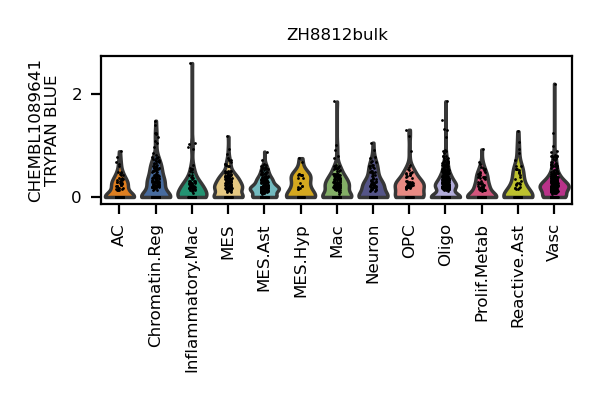 ZH8812bulk
CHEMBL1089641
TRYPAN BLUE
2
0
AC
Chromatin.Reg
Inflammatory.Mac
MES
MES.Ast
MES.Hyp
Mac
Neuron
OPC
Oligo
Prolif.Metab
Reactive.Ast
Vasc